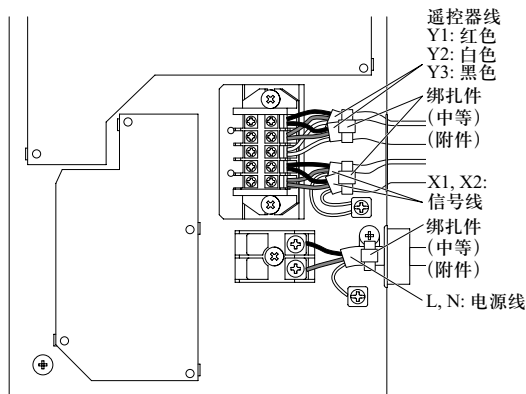 遥控器线
Y1: 红色
Y2: 白色
Y3: 黑色
绑扎件
(中等)
(附件)
X1, X2:
信号线
绑扎件
(中等)
(附件)
L, N: 电源线